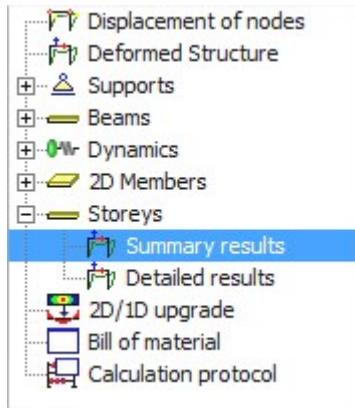 Displacement of nodes
Deformed Structure
Supports
Beams
Dynamics
2D Members
Storeys
Summary results
Detailed results
2D/1D upgrade
Bill of material
Calculation protocol